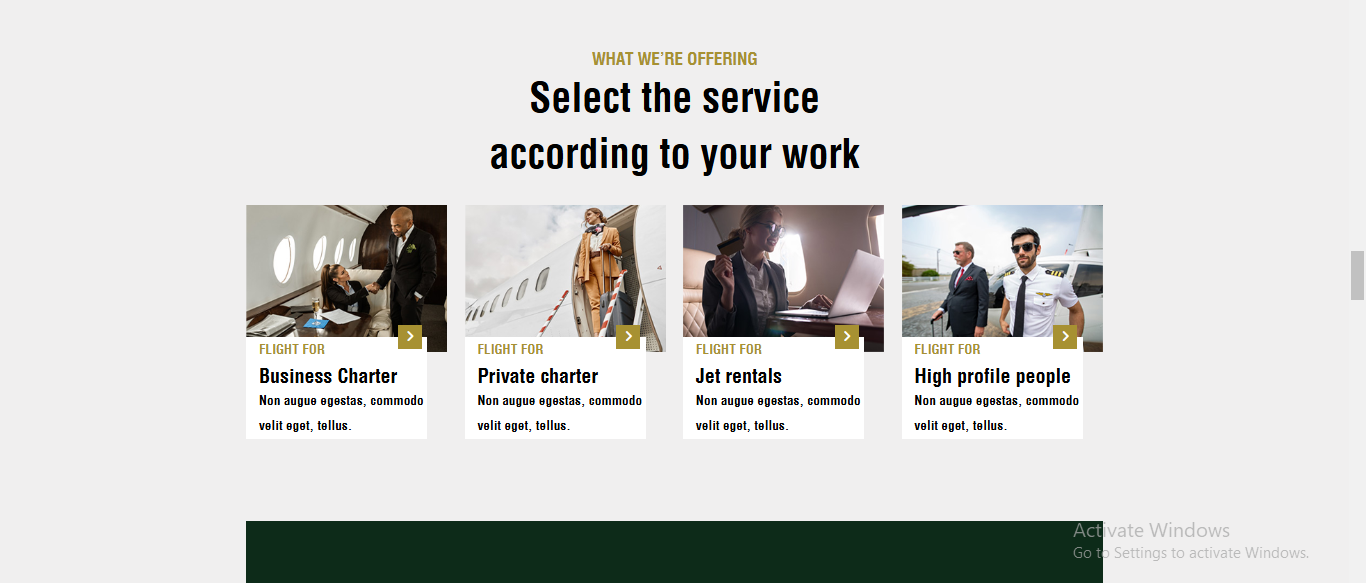 WHAT WE'RE OFFERING
Select the service
according to your work
FLIGHT FOR
Business Charter
Non augue egestas, commodo
velit eget, tellus.
FLIGHT FOR
Private charter
Non augue egestas, commodo
velit eget, tellus.
FLIGHT FOR
Jet rentals
Non augue egestas, commodo
velit eget, tellus.
FLIGHT FOR
High profile people
Non augue egestas, commodo
velit eget, tellus.
Activate Windows
Go to Settings to activate Windows.